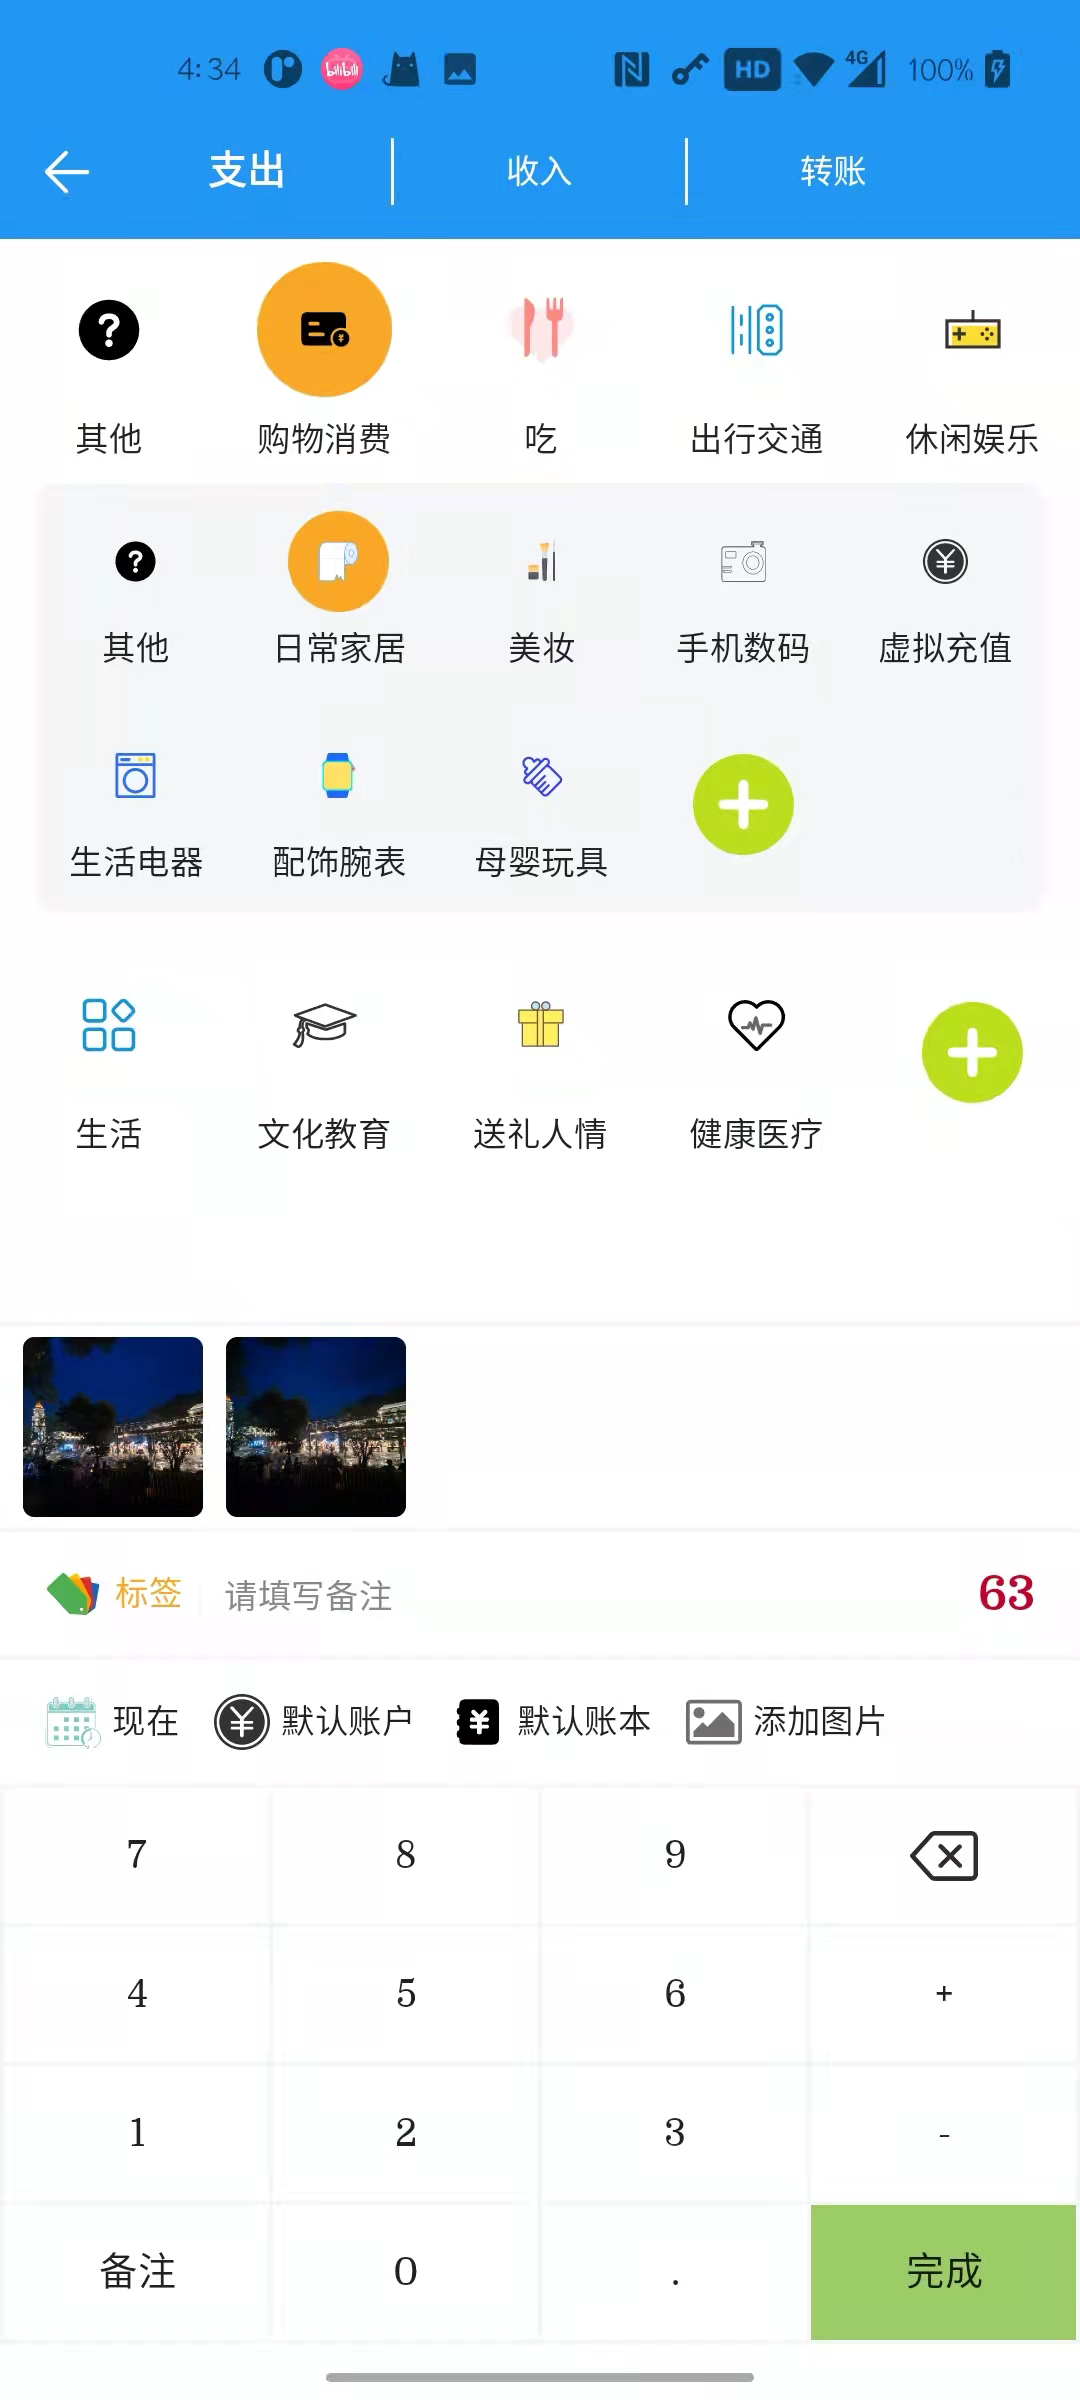 4:34 bilibili N HD 4G 100%
支出 收入 转账
其他 购物消费 吃 出行交通 休闲娱乐
其他 日常家居 美妆 手机数码 虚拟充值
生活电器 配饰腕表 母婴玩具
生活 文化教育 送礼人情 健康医疗
标签 请填写备注 63
现在 默认账户 默认账本 添加图片
7 8 9
4 5 6 +
1 2 3 -
备注 0 . 完成